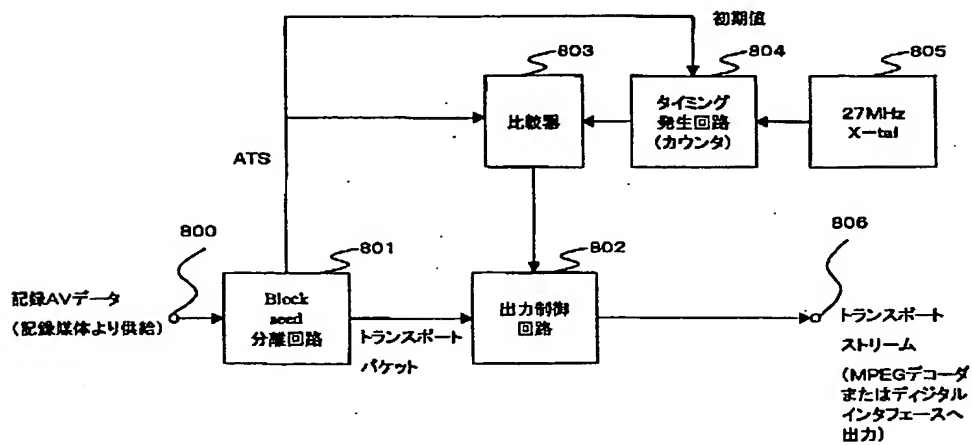 初期値
803
804
805
比較器
タイミング
発生回路
(カウンタ)
27MHz
X-tal
ATS
800
801
802
806
記録AVデータ
(記録媒体より供給)
Block
seed
分離回路
トランスポート
パケット
出力制御
回路
トランスポート
ストリーム
(MPEGデコーダ
またはディジタル
インタフェースへ
出力)